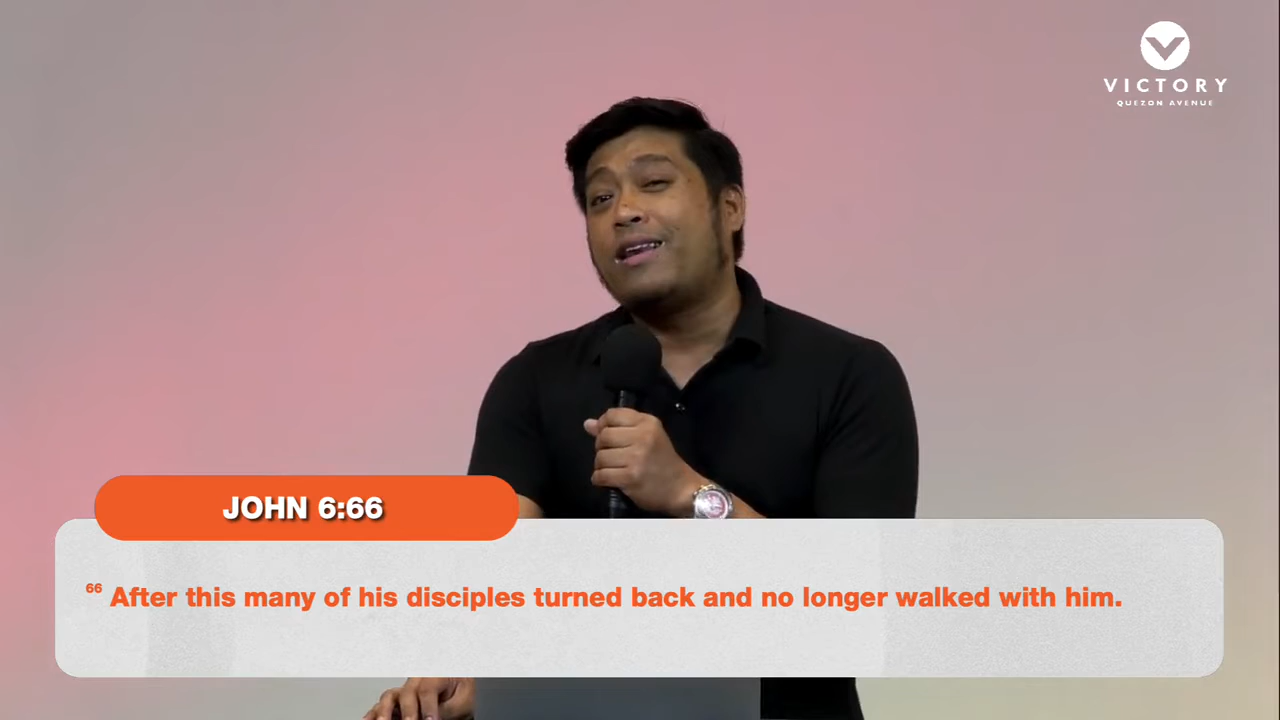 VICTORY
QUEZON AVENUE
JOHN 6:66
66 After this many of his disciples turned back and no longer walked with him.